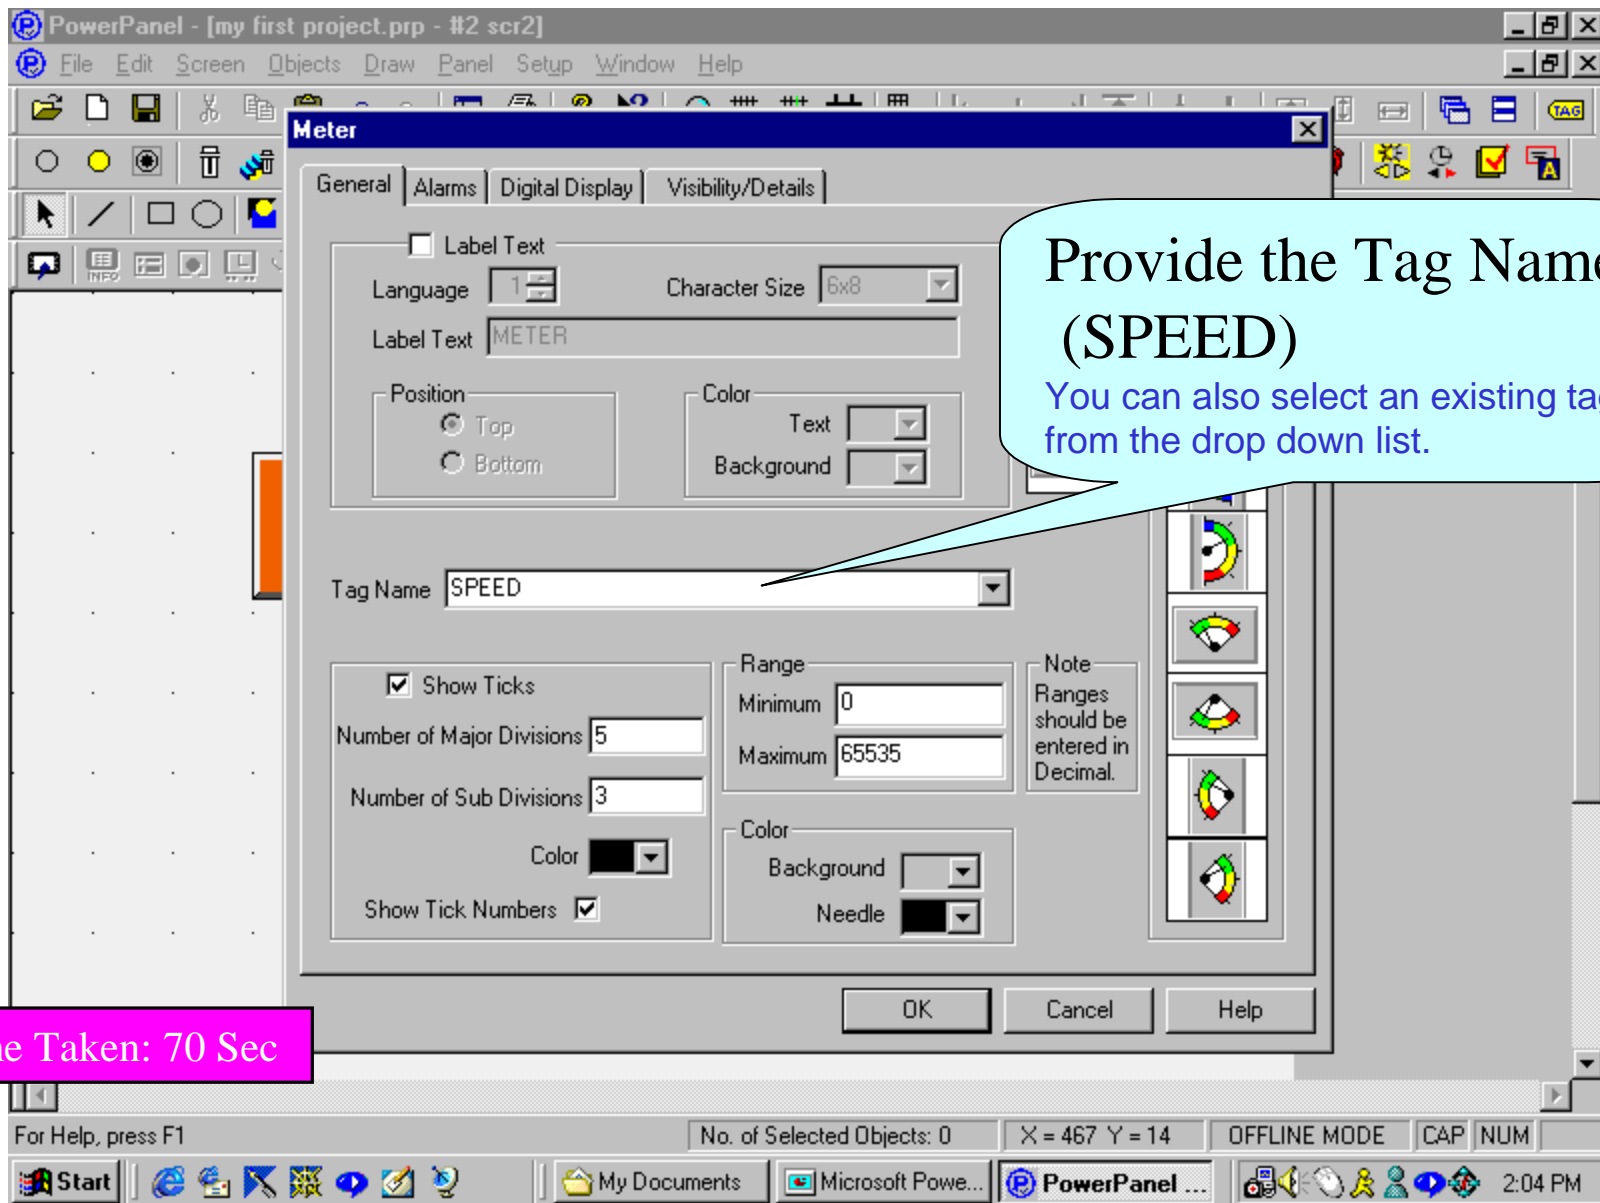 PowerPanel - [my first project.prp - #2 scr2]
File Edit Screen Objects Draw Panel Setup Window Help
TAG
Meter
General Alarms Digital Display Visibility/Details
INFO
Label Text
Language 1 Character Size 6x8
Label Text METER
Position
Top
Bottom
Color
Text
Background
Provide the Tag Name
(SPEED)
You can also select an existing tag
from the drop down list.
Tag Name SPEED
Show Ticks
Number of Major Divisions 5
Number of Sub Divisions 3
Color
Show Tick Numbers
Range
Minimum 0
Maximum 65535
Note
Ranges
should be
entered in
Decimal.
Color
Background
Needle
OK Cancel Help
e Taken: 70 Sec
For Help, press F1 No. of Selected Objects: 0 X = 467 Y = 14 OFFLINE MODE CAP NUM
Start My Documents Microsoft Powe... PowerPanel ... 2:04 PM